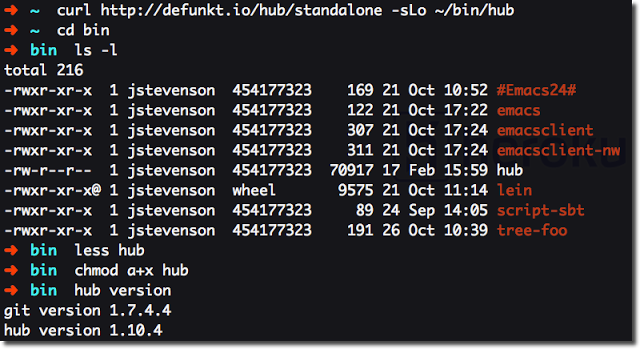 ➜ ~ curl http://defunkt.io/hub/standalone -sLo ~/bin/hub
➜ ~ cd bin
➜ bin ls -l
total 216
-rwxr-xr-x 1 jstevenson 454177323 169 21 Oct 10:52 #Emacs24#
-rwxr-xr-x 1 jstevenson 454177323 122 21 Oct 17:22 emacs
-rwxr-xr-x 1 jstevenson 454177323 307 21 Oct 17:24 emacsclient
-rwxr-xr-x 1 jstevenson 454177323 311 21 Oct 17:24 emacsclient-nw
-rw-r--r-- 1 jstevenson 454177323 70917 17 Feb 15:59 hub
-rwxr-xr-x@ 1 jstevenson wheel 9575 21 Oct 11:14 lein
-rwxr-xr-x 1 jstevenson 454177323 89 24 Sep 14:05 script-sbt
-rwxr-xr-x 1 jstevenson 454177323 191 26 Oct 10:39 tree-foo
➜ bin less hub
➜ bin chmod a+x hub
➜ bin hub version
git version 1.7.4.4
hub version 1.10.4